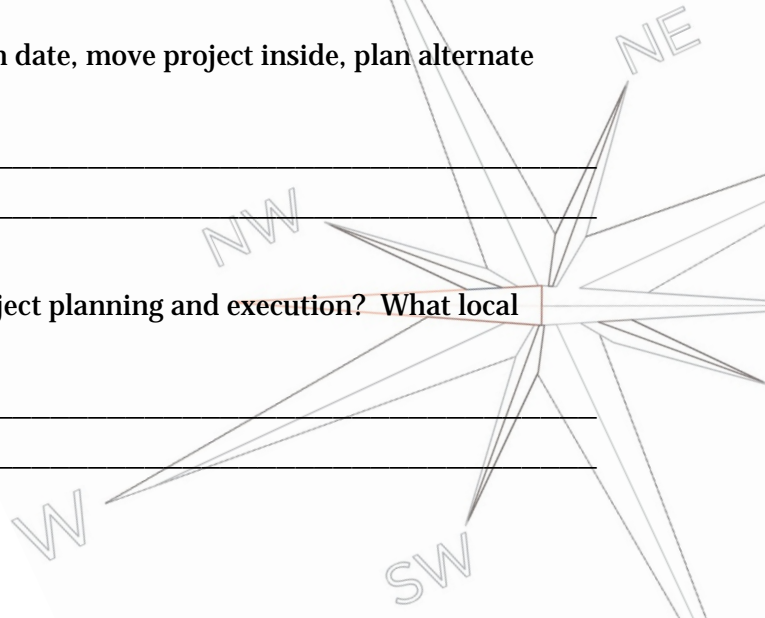 NE
n date, move project inside, plan alternate
NW
ject planning and execution?  What local
W
SW